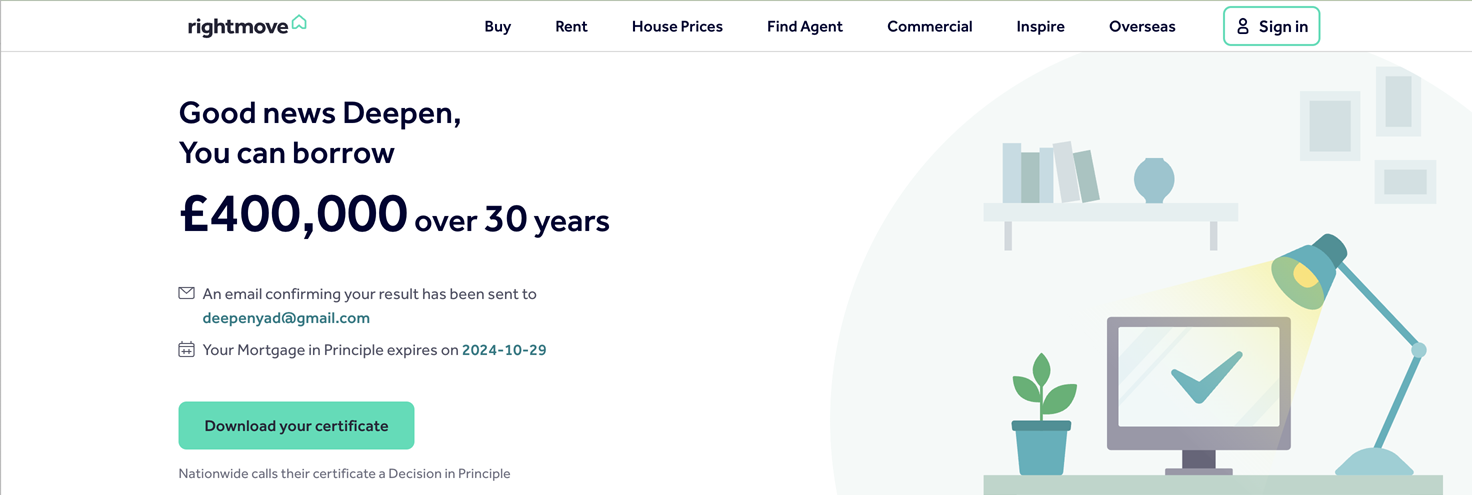 rightmove
Buy Rent House Prices Find Agent Commercial Inspire Overseas Sign in
Good news Deepen,
You can borrow
£400,000 over 30 years
An email confirming your result has been sent to
deepenyad@gmail.com
Your Mortgage in Principle expires on 2024-10-29
Download your certificate
Nationwide calls their certificate a Decision in Principle